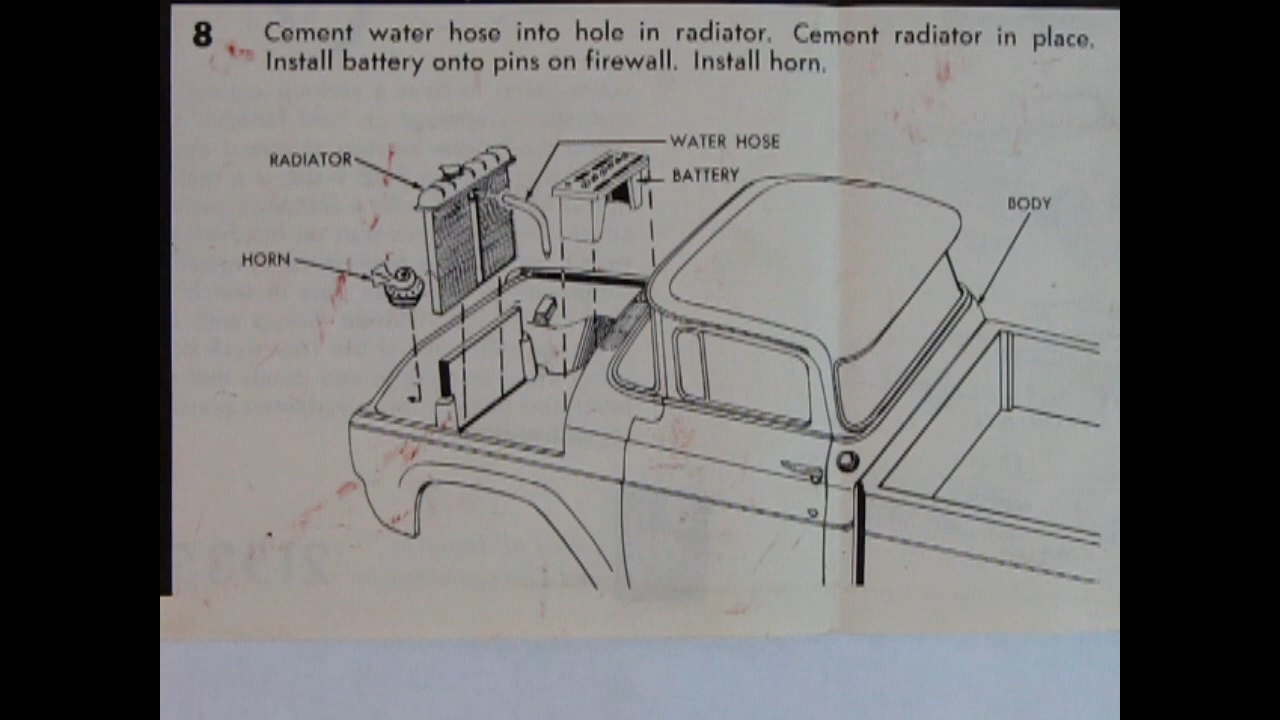 8 Cement water hose into hole in radiator. Cement radiator in place.
Install battery onto pins on firewall. Install horn.
WATER HOSE
RADIATOR
BATTERY
BODY
HORN